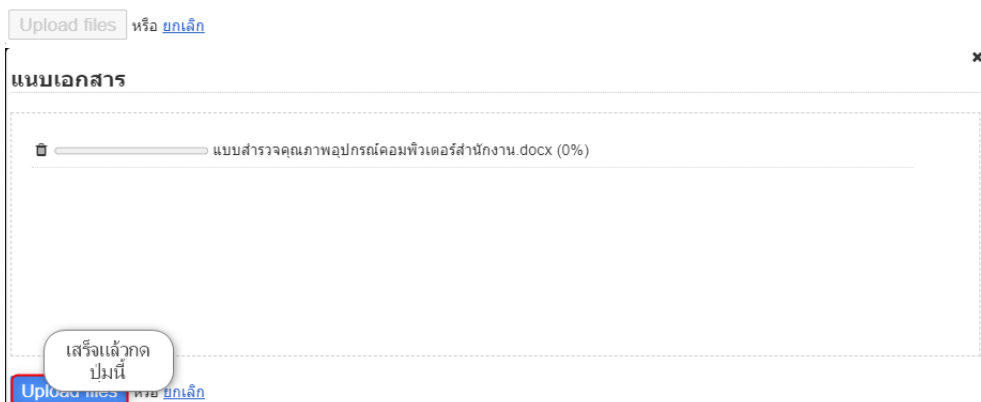 Upload files หรือ ยกเลิก
✖
แนบเอกสาร
แบบสำรวจคุณภาพอุปกรณ์คอมพิวเตอร์สำนักงาน.docx (0%)
เสร็จแล้วกด
ปุ่มนี้
Upload files หรือ ยกเลิก